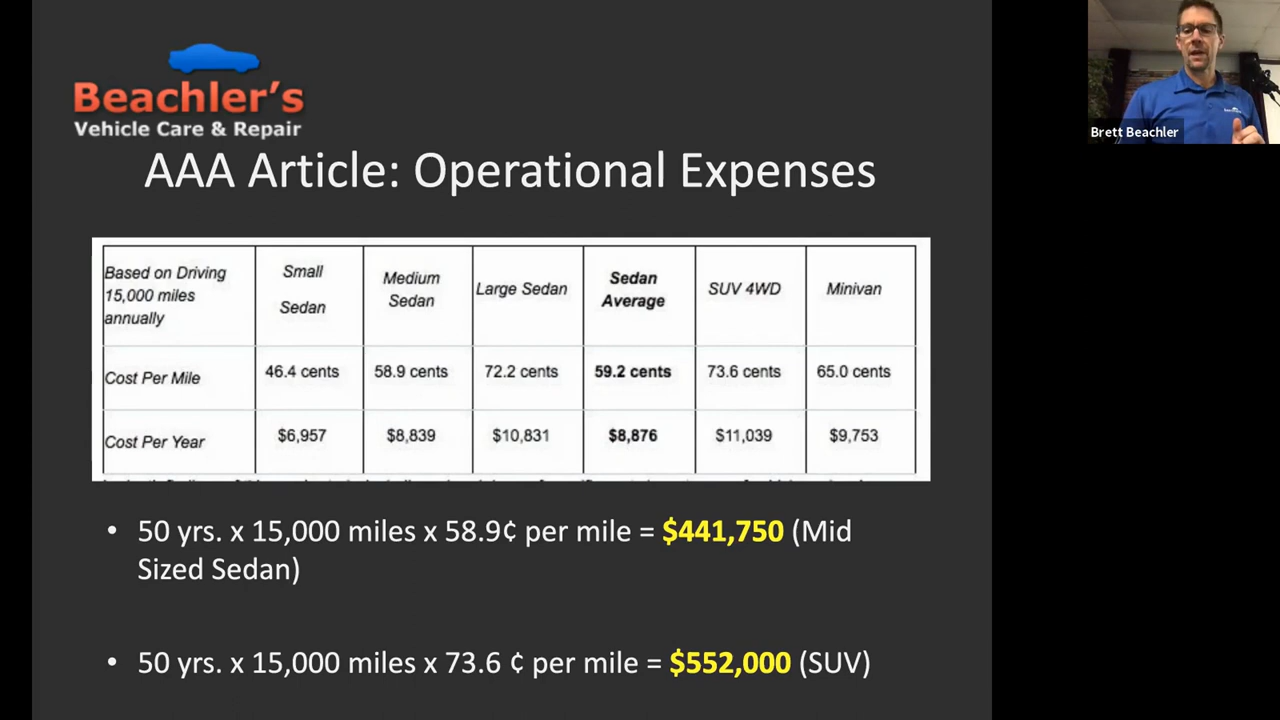 Beachler's
Vehicle Care & Repair
AAA Article: Operational Expenses
Based on Driving 15,000 miles annually Small Sedan Medium Sedan Large Sedan Sedan Average SUV 4WD Minivan
Cost Per Mile 46.4 cents 58.9 cents 72.2 cents 59.2 cents 73.6 cents 65.0 cents
Cost Per Year $6,957 $8,839 $10,831 $8,876 $11,039 $9,753
• 50 yrs. x 15,000 miles x 58.9¢ per mile = $441,750 (Mid
Sized Sedan)
• 50 yrs. x 15,000 miles x 73.6 ¢ per mile = $552,000 (SUV)
Brett Beachler